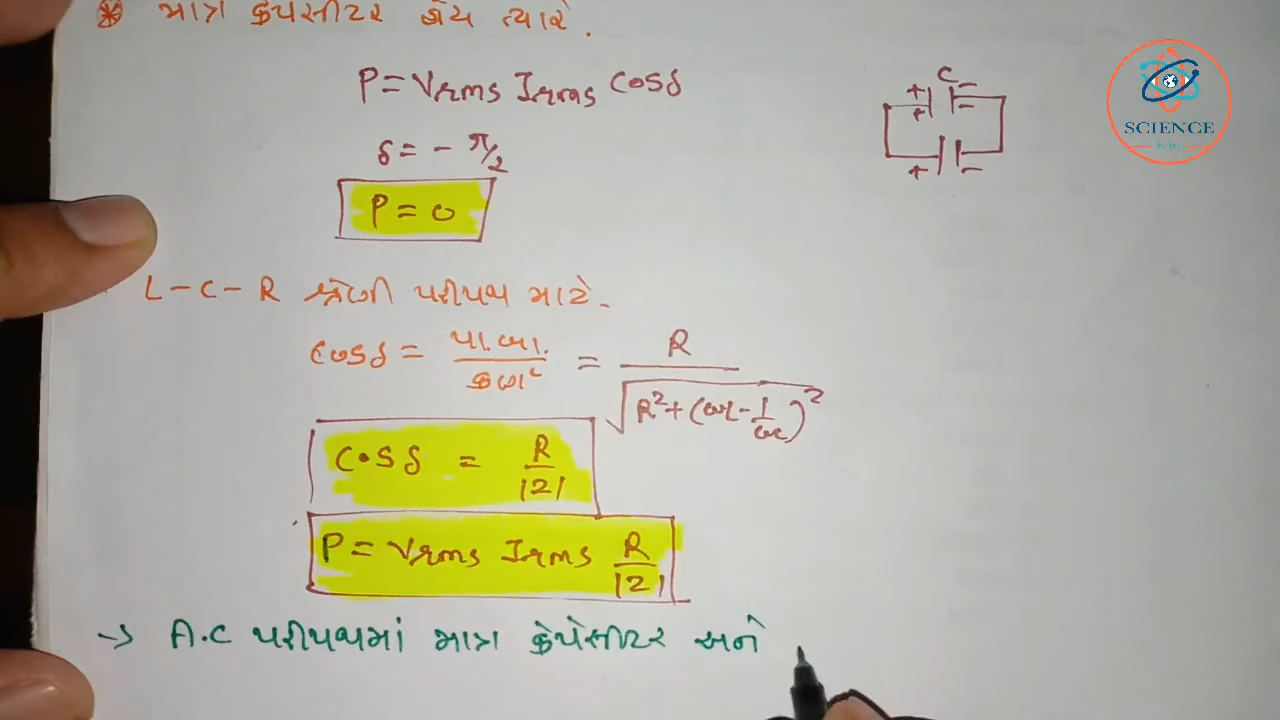 માત્ર કેપેસીટર હોય ત્યારે.
P = Vrms Irms Cosδ
C
+ -
+ -
δ = - π/2
+ -
P = 0
SCIENCE
L-C-R શ્રેણી પરીપથ માટે.
cosδ = પા.બા./કર્ણ = R/√R²+(ωL-1/ωC)²
Cosδ = R/|Z|
P = Vrms Irms R/|Z|
→ A.C પરીપથમાં માત્ર કેપેસીટર અને